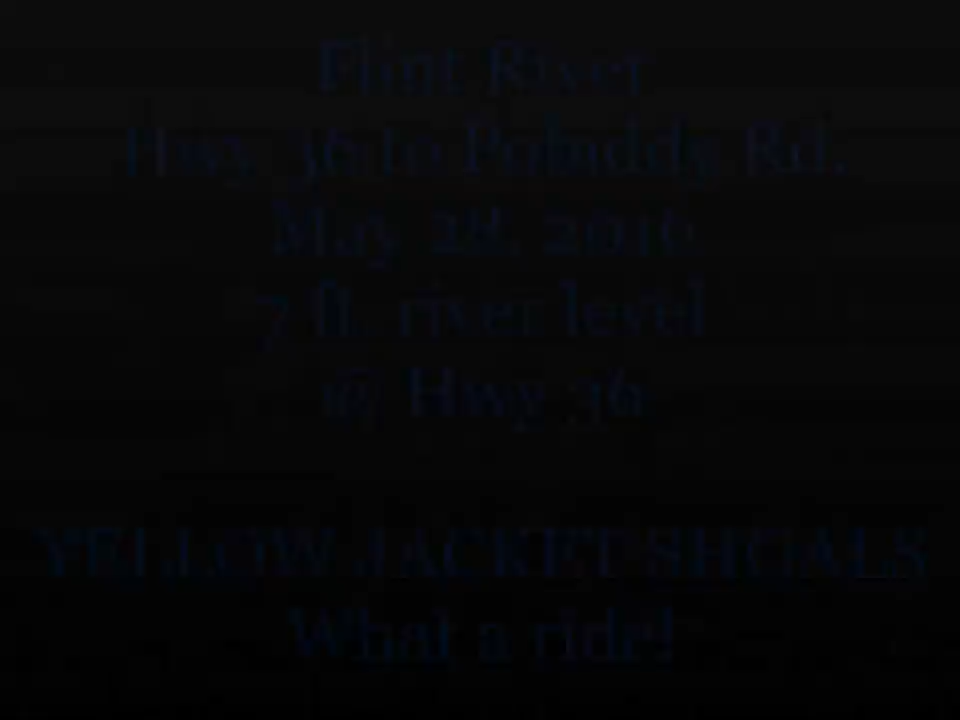 Flint River
Hwy. 36 to Pobiddy Rd.
May 28, 2016
7 ft. river level
@ Hwy 36
YELLOW JACKET SHOALS
What a ride!